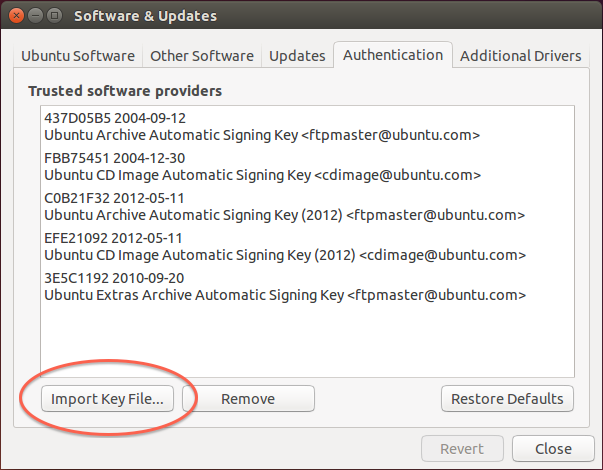 Software & Updates
Ubuntu Software Other Software Updates Authentication Additional Drivers
Trusted software providers
437D05B5 2004-09-12
Ubuntu Archive Automatic Signing Key <ftpmaster@ubuntu.com>
FBB75451 2004-12-30
Ubuntu CD Image Automatic Signing Key <cdimage@ubuntu.com>
C0B21F32 2012-05-11
Ubuntu Archive Automatic Signing Key (2012) <ftpmaster@ubuntu.com>
EFE21092 2012-05-11
Ubuntu CD Image Automatic Signing Key (2012) <cdimage@ubuntu.com>
3E5C1192 2010-09-20
Ubuntu Extras Archive Automatic Signing Key <ftpmaster@ubuntu.com>
Import Key File... Remove Restore Defaults
Revert Close